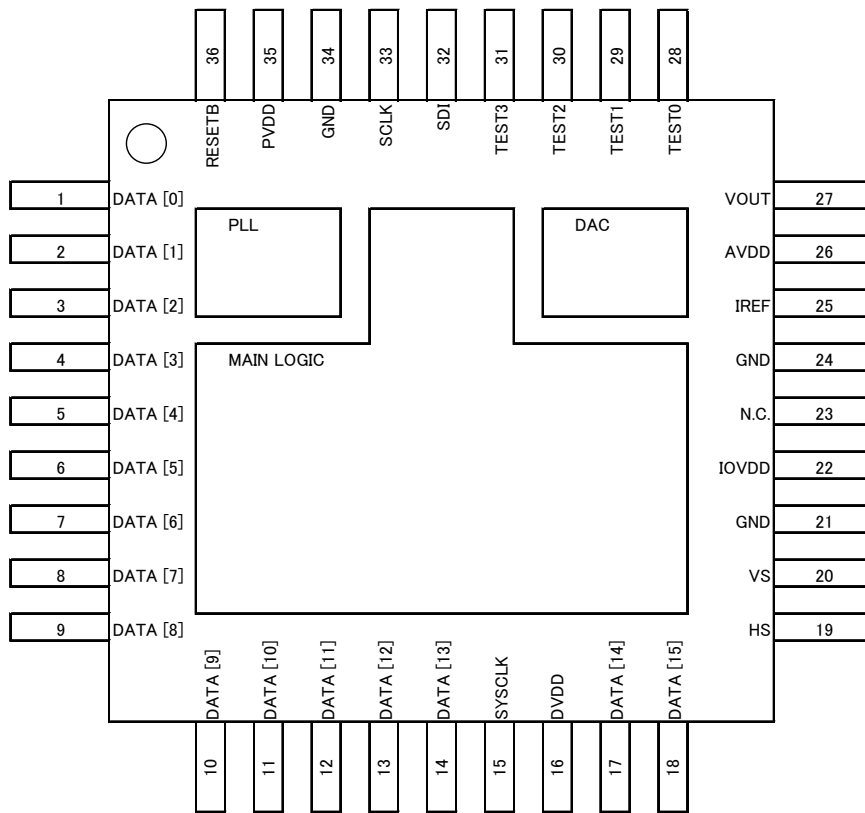 36 35 34 33 32 31 30 29 28
RESETB PVDD GND SCLK SDI TEST3 TEST2 TEST1 TEST0
1 DATA [0] VOUT 27
PLL DAC
2 DATA [1] AVDD 26
3 DATA [2] IREF 25
4 DATA [3] MAIN LOGIC GND 24
5 DATA [4] N.C. 23
6 DATA [5] IOVDD 22
7 DATA [6] GND 21
8 DATA [7] VS 20
9 DATA [8] HS 19
DATA [9] DATA [10] DATA [11] DATA [12] DATA [13] SYSCLK DVDD DATA [14] DATA [15]
10 11 12 13 14 15 16 17 18